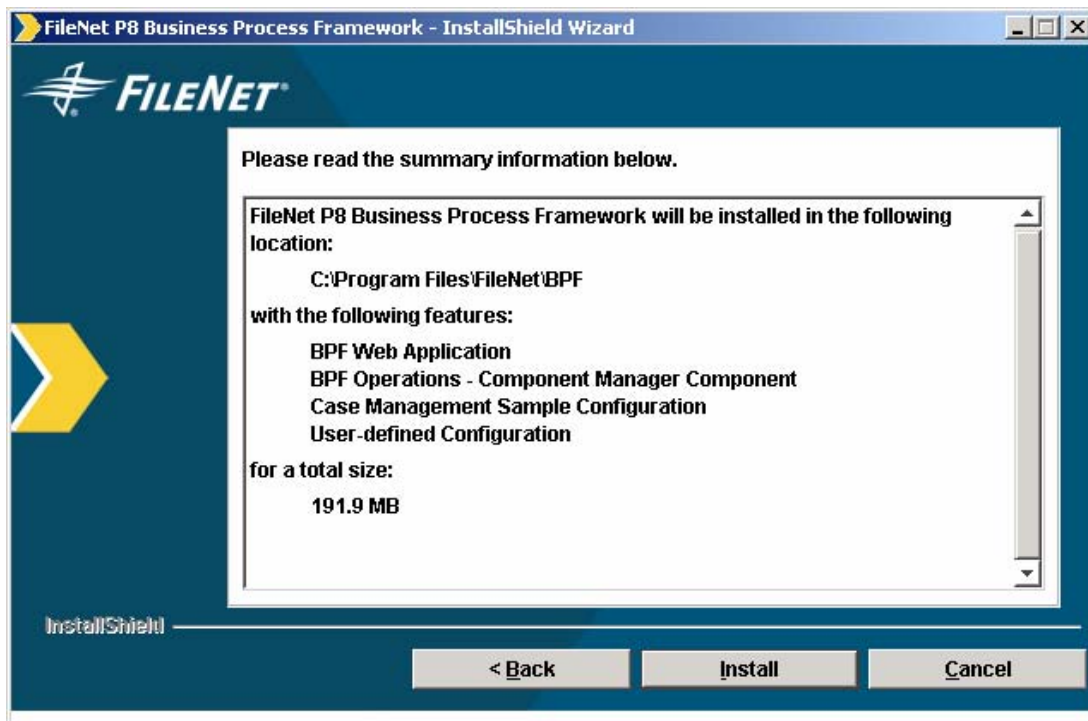 FileNet P8 Business Process Framework - InstallShield Wizard
FILENET
Please read the summary information below.
FileNet P8 Business Process Framework will be installed in the following
location:
C:\Program Files\FileNet\BPF
with the following features:
BPF Web Application
BPF Operations - Component Manager Component
Case Management Sample Configuration
User-defined Configuration
for a total size:
191.9 MB
InstallShield
< Back
Install
Cancel